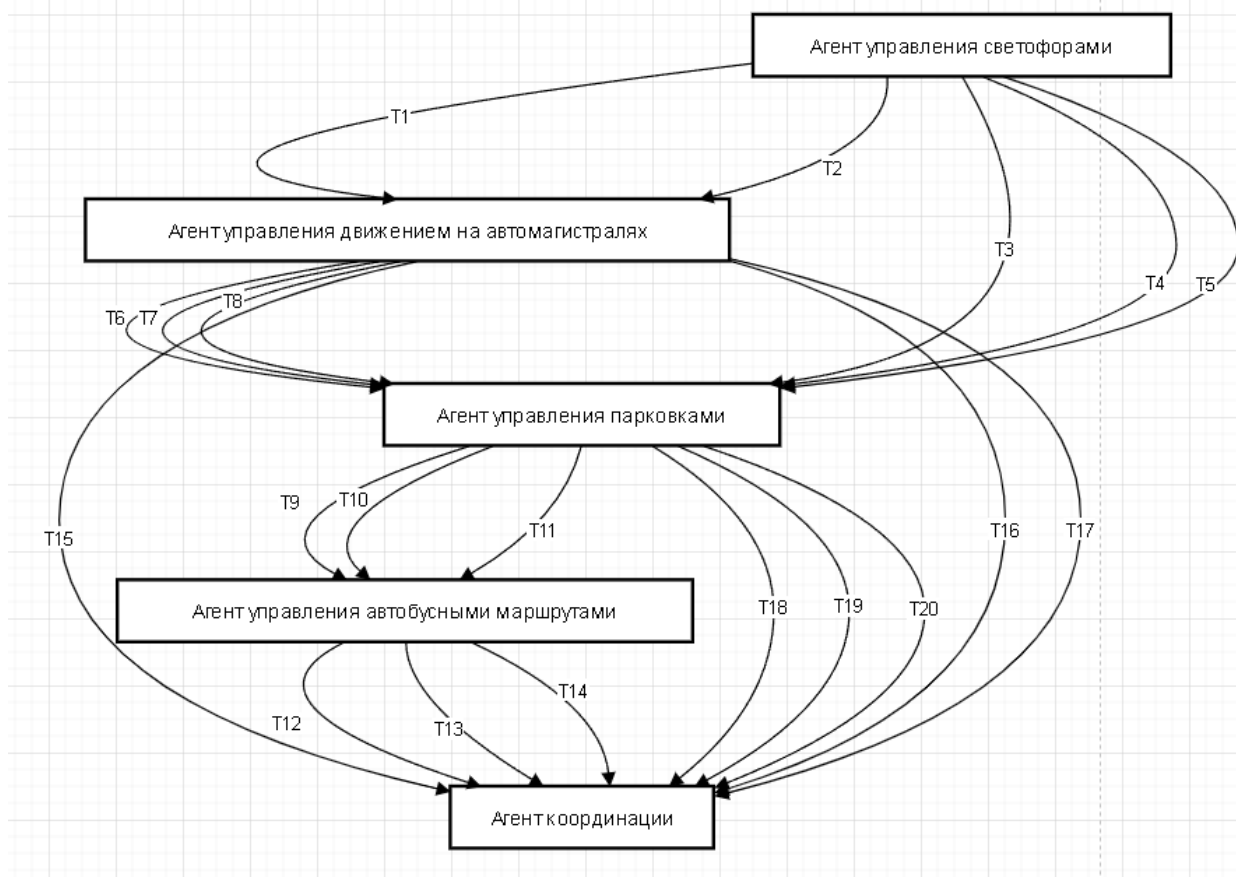 Агент управления светофорами
T1
T2
Агент управления движением на автомагистралях
T3
T4
T5
T6
T7
T8
Агент управления парковками
T9
T10
T11
T15
T16
T17
Агент управления автобусными маршрутами
T18
T19
T20
T12
T13
T14
Агент координации